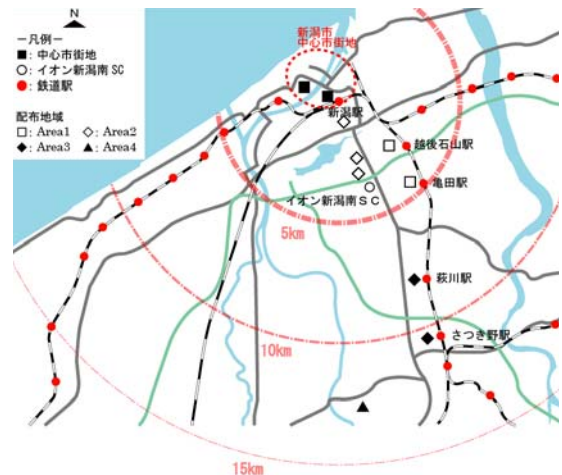 N
－凡例－
■：中心市街地
○：イオン新潟南SC
●：鉄道駅
配布地域
□：Area1 ◇：Area2
◆：Area3 ▲：Area4
新潟市
中心市街地
新潟駅
越後石山駅
亀田駅
イオン新潟南ＳＣ
5km
荻川駅
さつき野駅
10km
15km